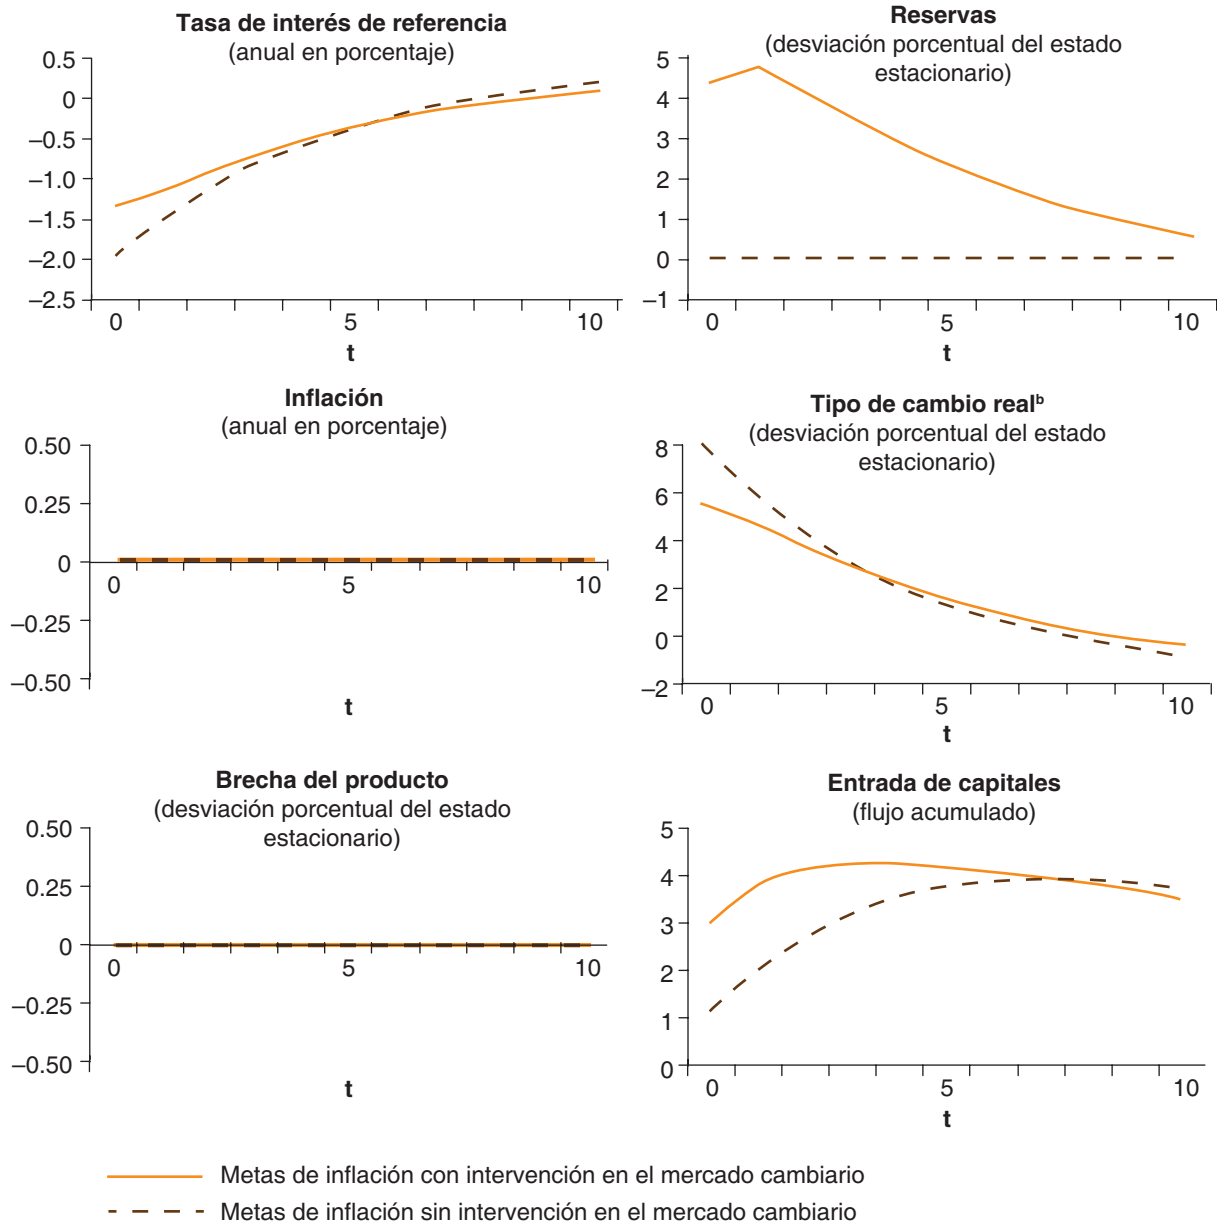 Tasa de interés de referencia
(anual en porcentaje)
0.5
0
–0.5
–1.0
–1.5
–2.0
–2.5
0 5 10
t
Reservas
(desviación porcentual del estado
estacionario)
5
4
3
2
1
0
–1
0 5 10
t
Inflación
(anual en porcentaje)
0.50
0.25
0
–0.25
–0.50
0 5 10
t
Tipo de cambio realᵇ
(desviación porcentual del estado
estacionario)
8
6
4
2
0
–2
0 5 10
t
Brecha del producto
(desviación porcentual del estado
estacionario)
0.50
0.25
0
–0.25
–0.50
0 5 10
t
Entrada de capitales
(flujo acumulado)
5
4
3
2
1
0
0 5 10
t
Metas de inflación con intervención en el mercado cambiario
Metas de inflación sin intervención en el mercado cambiario